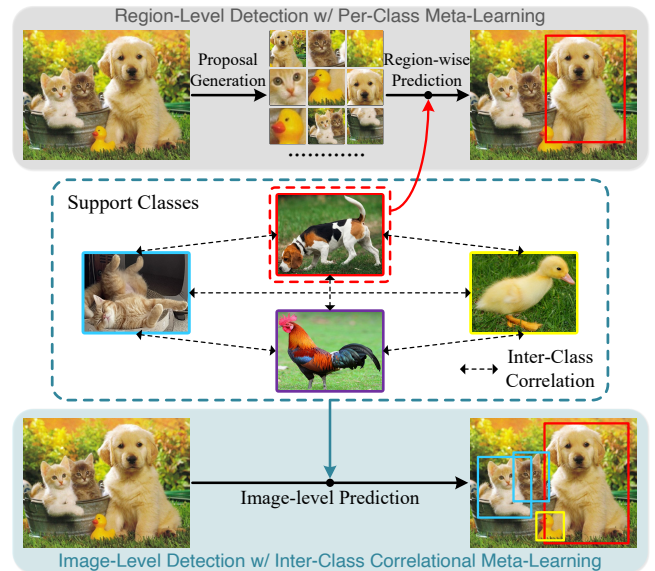 Region-Level Detection w/ Per-Class Meta-Learning
Proposal
Generation
Region-wise
Prediction
Support Classes
Inter-Class
Correlation
Image-level Prediction
Image-Level Detection w/ Inter-Class Correlational Meta-Learning